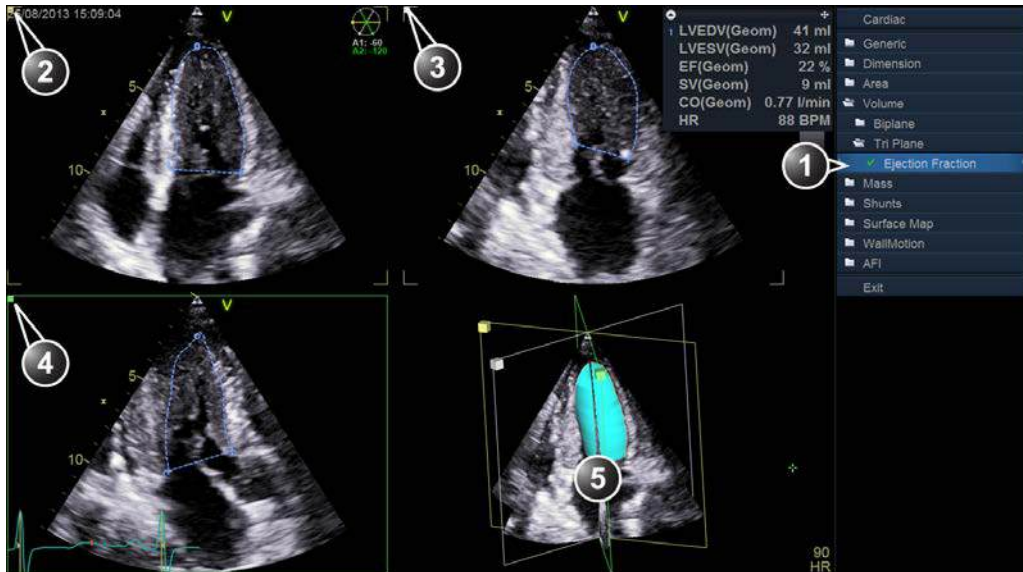 25/08/2013 15:09:04
V
A1: -60
A2: -120
2
5
10
V
3
5
10
LVEDV(Geom) 41 ml
1
LVESV(Geom) 32 ml
EF(Geom) 22 %
SV(Geom) 9 ml
CO(Geom) 0.77 l/min
HR 88 BPM
Cardiac
Generic
Dimension
Area
Volume
Biplane
Tri Plane
1
Ejection Fraction
Mass
Shunts
Surface Map
WallMotion
AFI
Exit
V
4
5
10
5
90
HR